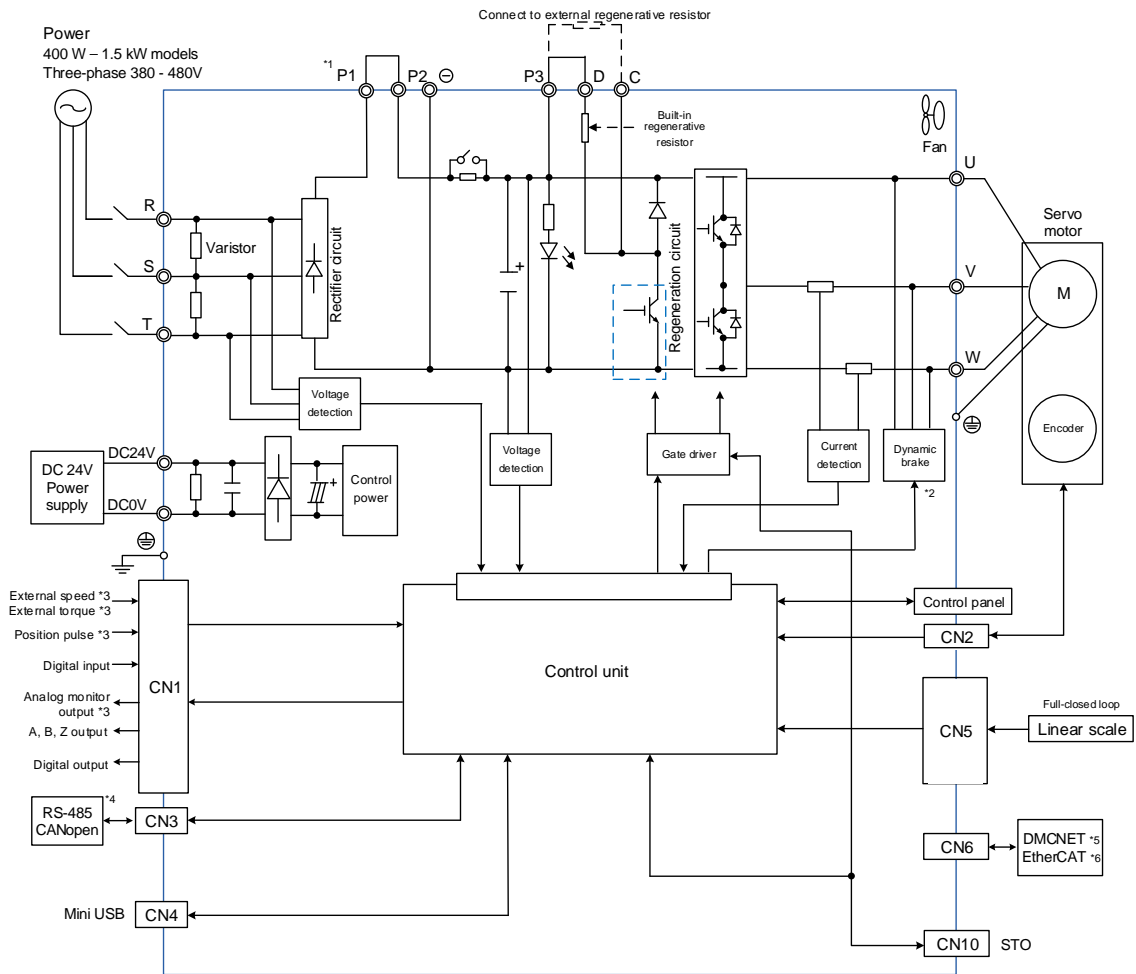 Connect to external regenerative resistor
Power
400 W – 1.5 kW models
Three-phase 380 - 480V
*1
P1
P2
⊖
P3
D
C
Built-in
regenerative
resistor
Fan
U
Servo
motor
R
Varistor
S
T
Rectifier circuit
Regeneration circuit
V
M
W
Voltage
detection
Voltage
detection
Gate driver
Current
detection
Dynamic
brake
*2
Encoder
DC24V
DC 24V
Power
supply
DC0V
Control
power
External speed *3
External torque *3
Position pulse *3
Digital input
Analog monitor
output *3
A, B, Z output
Digital output
CN1
Control unit
Control panel
CN2
CN5
Full-closed loop
Linear scale
RS-485
CANopen
*4
CN3
CN6
DMCNET *5
EtherCAT *6
Mini USB
CN4
CN10
STO